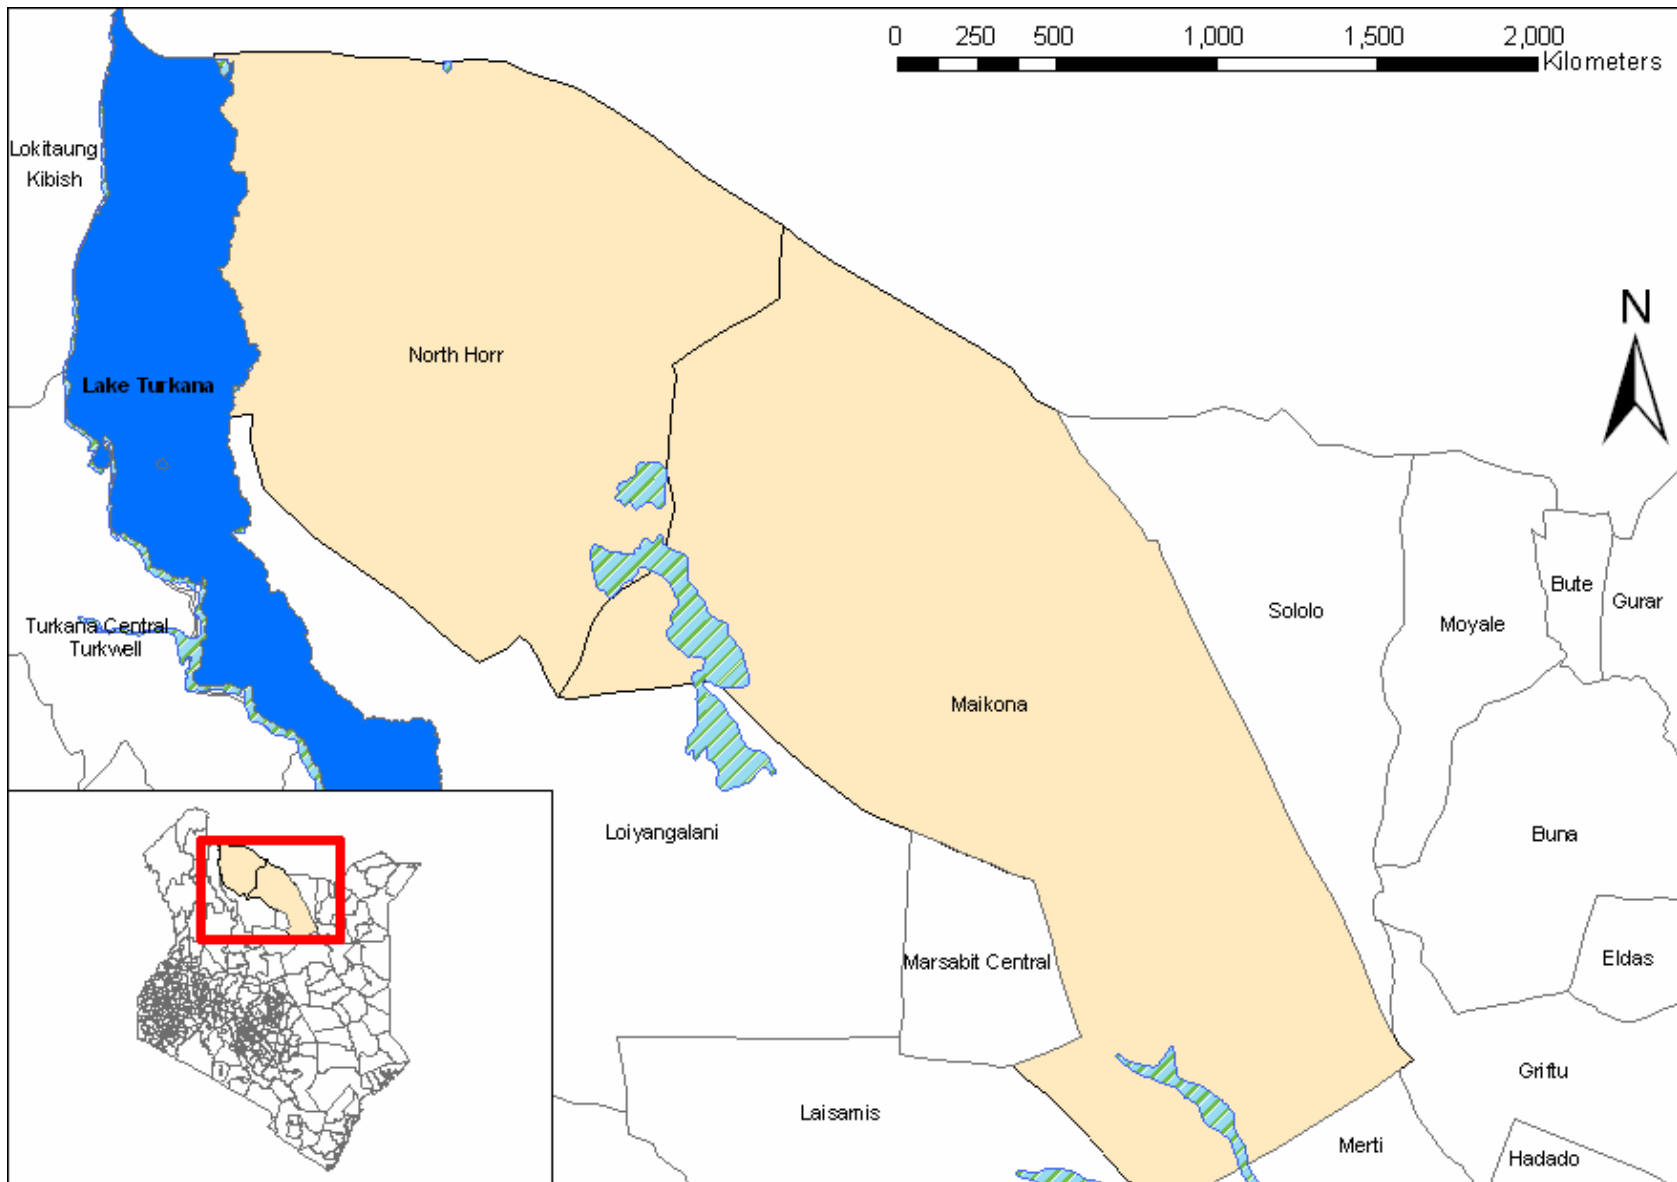 0 250 500 1,000 1,500 2,000
Kilometers
Lokitaung
Kibish
N
North Horr
Lake Turkana
Bute
Gurar
Sololo
Moyale
Turkana Central
Turkwell
Maikona
Loiyangalani
Buna
Marsabit Central
Eldas
Griftu
Laisamis
Merti
Hadado